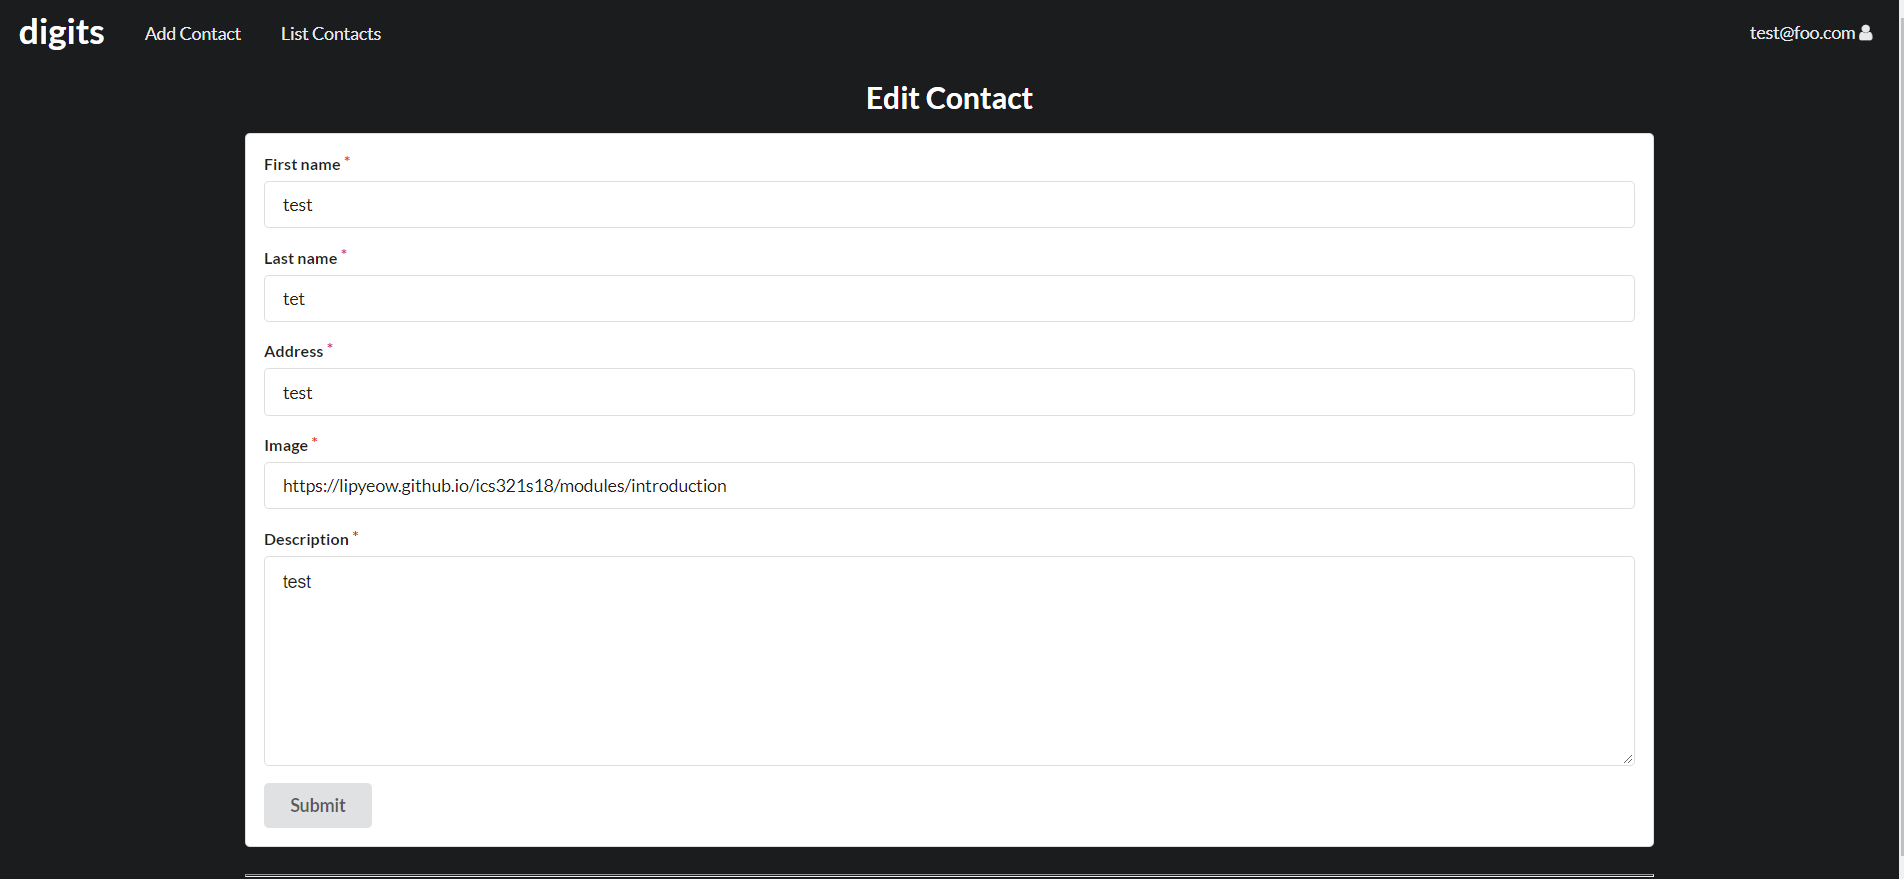 digits Add Contact List Contacts test@foo.com
Edit Contact
First name *
test
Last name *
tet
Address *
test
Image *
https://lipyeow.github.io/ics321s18/modules/introduction
Description *
test
Submit